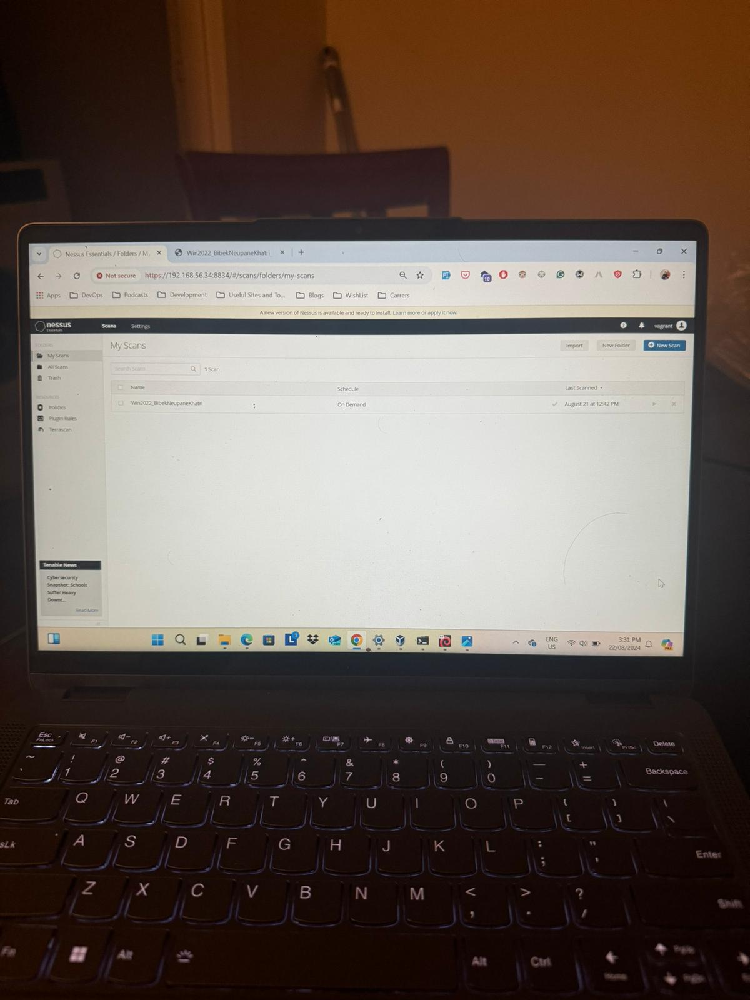 Nessus Essentials / Folders / My
Win2022_BibekNeupaneKhatri_
Not secure https://192.168.56.34:8834/#/scans/folders/my-scans
10
Apps DevOps Podcasts Development Useful Sites and To... Blogs WishList Carrers
A new version of Nessus is available and ready to install. Learn more or apply it now.
nessus Essentials Scans Settings vagrant
FOLDERS
My Scans
All Scans
Trash
RESOURCES
Policies
Plugin Rules
Terrascan
My Scans Import New Folder New Scan
Search Scans 1 Scan
Name Schedule Last Scanned
Win2022_BibekNeupaneKhatri On Demand August 21 at 12:42 PM
Tenable News
Cybersecurity
Snapshot: Schools
Suffer Heavy
Downt...
Read More
ENG
US
3:31 PM
22/08/2024
Esc FnLock F1 F2 F3 F4 F5 F6 F7 F8 F9 F10 F11 F12 Insert PrtSc Delete
~ ! @ # $ % ^ & * ( ) — +
` 1 2 3 4 5 6 7 8 9 0 - = Backspace
Tab Q W E R T Y U I O P { [ } ] | \
sLk A S D F G H J K L : ; " ' Enter
Z X C V B N M < , > . ? / Shift
Fn Alt Alt Ctrl Home PgUp